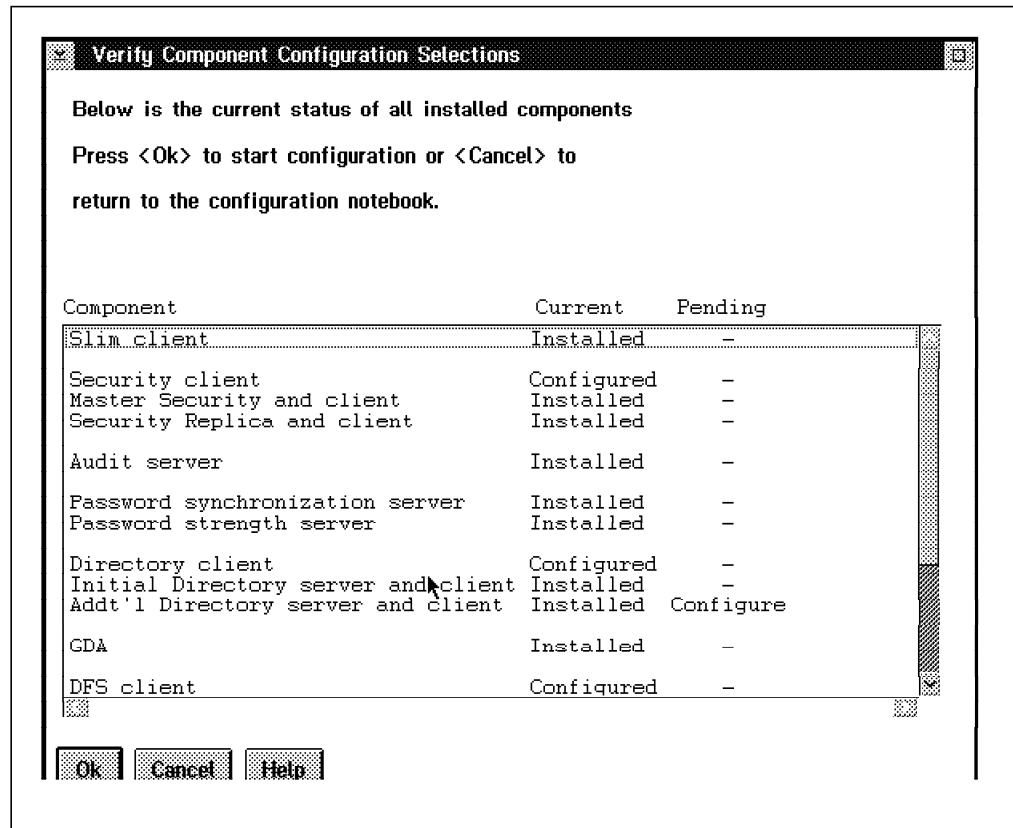 Verify Component Configuration Selections
Below is the current status of all installed components
Press <Ok> to start configuration or <Cancel> to
return to the configuration notebook.
Component Current Pending
Slim client Installed –
Security client Configured –
Master Security and client Installed –
Security Replica and client Installed –
Audit server Installed –
Password synchronization server Installed –
Password strength server Installed –
Directory client Configured –
Initial Directory server and client Installed –
Addt'l Directory server and client Installed Configure
GDA Installed –
DFS client Configured –
Ok Cancel Help